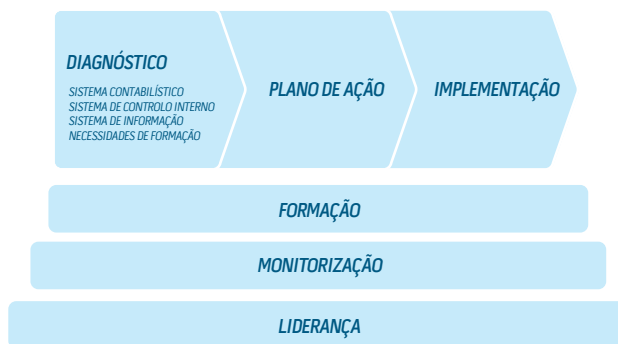 DIAGNÓSTICO
SISTEMA CONTABILÍSTICO
SISTEMA DE CONTROLO INTERNO
SISTEMA DE INFORMAÇÃO
NECESSIDADES DE FORMAÇÃO
PLANO DE AÇÃO
IMPLEMENTAÇÃO
FORMAÇÃO
MONITORIZAÇÃO
LIDERANÇA